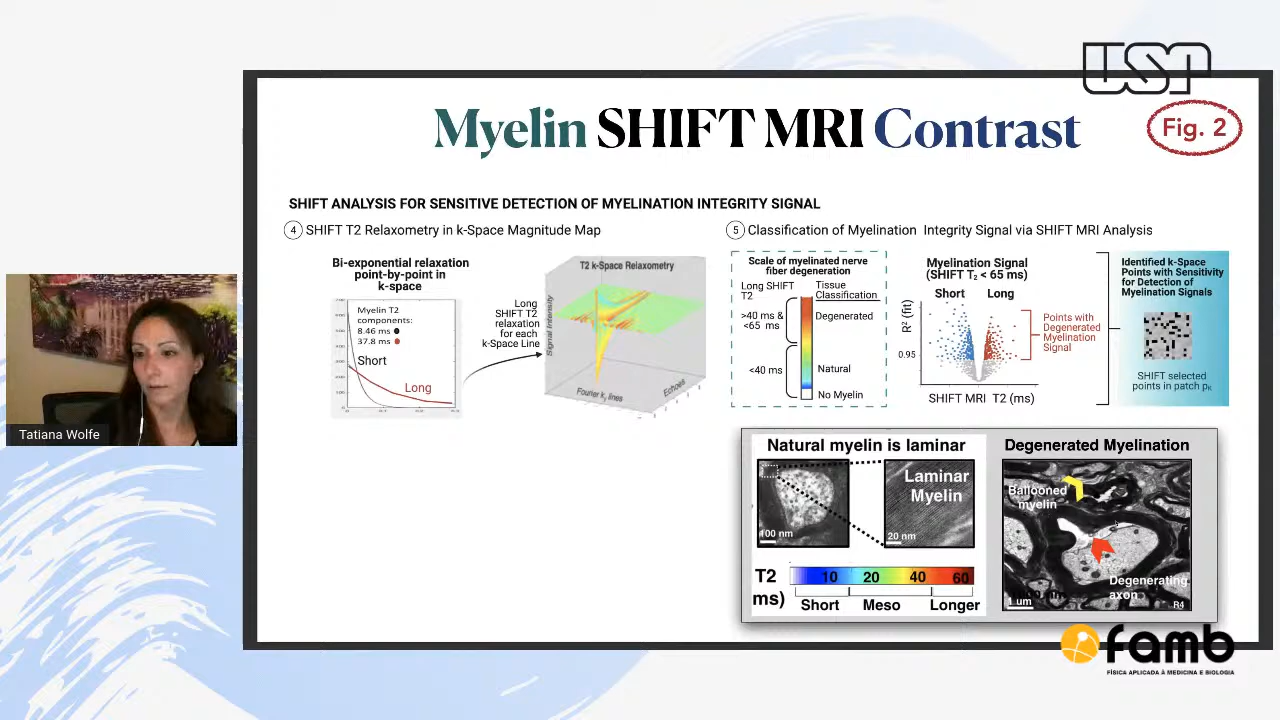 USP
Myelin SHIFT MRI Contrast
Fig. 2
SHIFT ANALYSIS FOR SENSITIVE DETECTION OF MYELINATION INTEGRITY SIGNAL
4 SHIFT T2 Relaxometry in k-Space Magnitude Map
Bi-exponential relaxation
point-by-point in
k-space
Myelin T2
components:
8.46 ms
37.8 ms
Short
Long
Long
SHIFT T2
relaxation
for each
k-Space Line
T2 k-Space Relaxometry
Signal Intensity
Fourier kᵧ lines
Echoes
5 Classification of Myelination Integrity Signal via SHIFT MRI Analysis
Scale of myelinated nerve
fiber degeneration
Long SHIFT
T2
Tissue
Classification
>40 ms &
<65 ms
Degenerated
<40 ms
Natural
No Myelin
Myelination Signal
(SHIFT T₂ < 65 ms)
Short Long
R² (fit)
0.95
SHIFT MRI T2 (ms)
Points with
Degenerated
Myelination
Signal
Identified k-Space
Points with Sensitivity
for Detection of
Myelination Signals
SHIFT selected
points in patch pₖ
Natural myelin is laminar
100 nm
Laminar
Myelin
20 nm
T2
ms)
10 20 40 60
Short Meso Longer
Degenerated Myelination
Ballooned
myelin
Degenerating
axon
1 um
R4
Tatiana Wolfe
famb
FÍSICA APLICADA À MEDICINA E BIOLOGIA